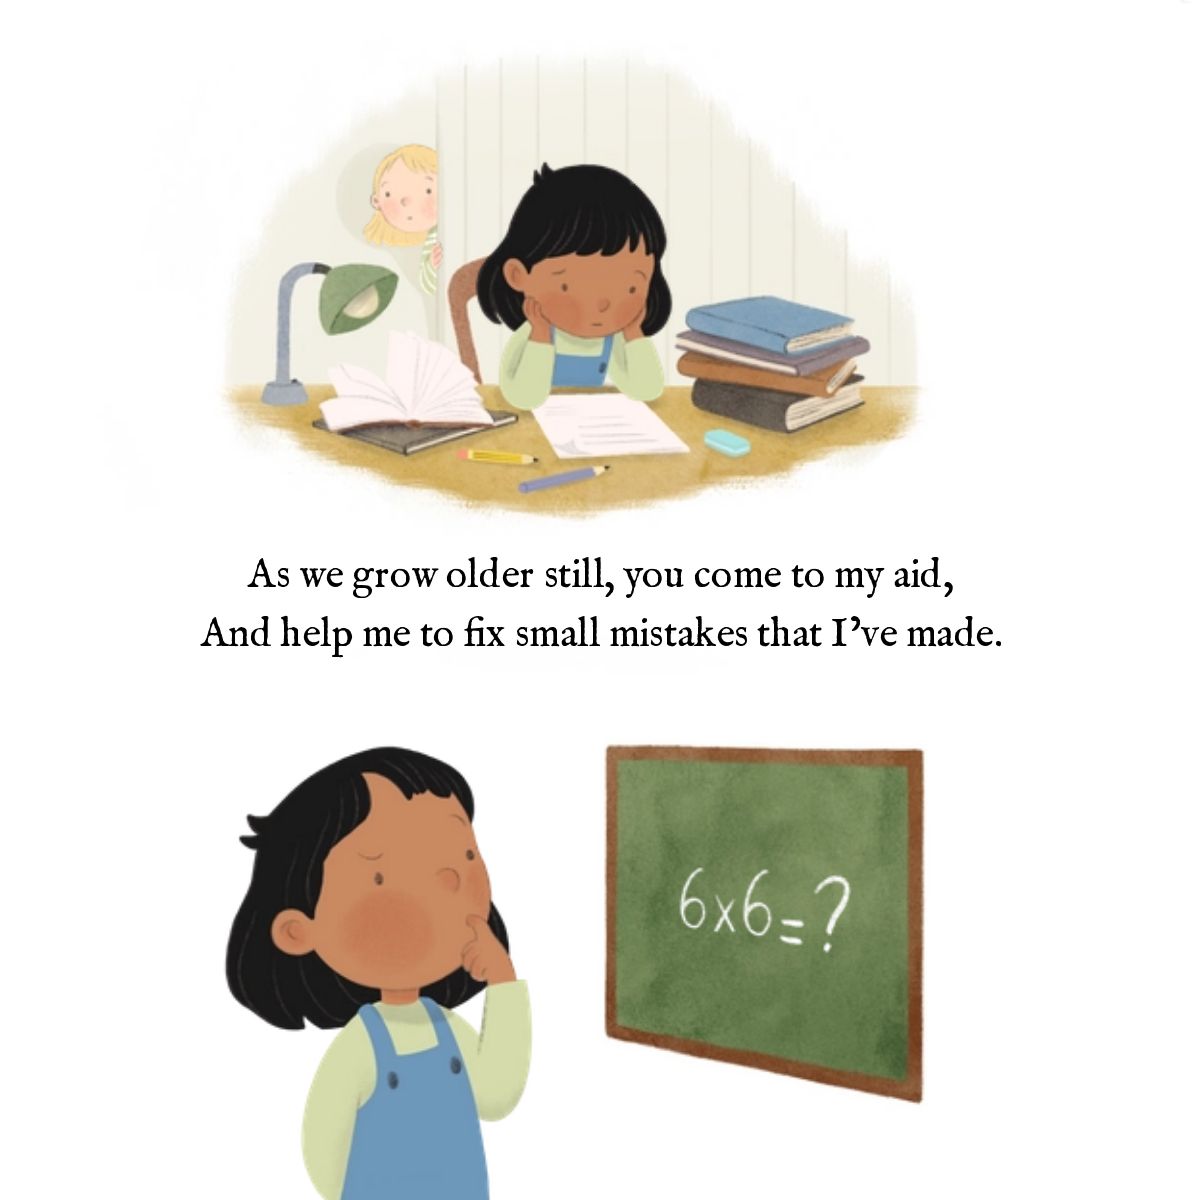 As we grow older still, you come to my aid,
And help me to fix small mistakes that I've made.
6x6=?